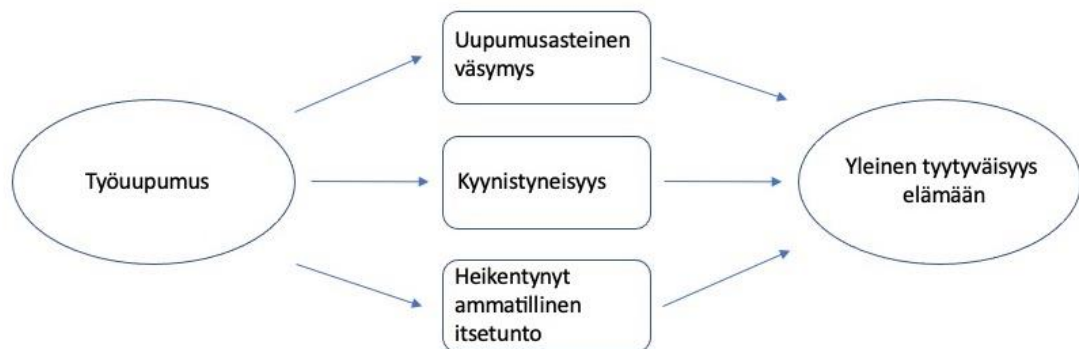 Uupumusasteinen
väsymys
Työuupumus
Kyynistyneisyys
Yleinen tyytyväisyys
elämään
Heikentynyt
ammatillinen
itsetunto